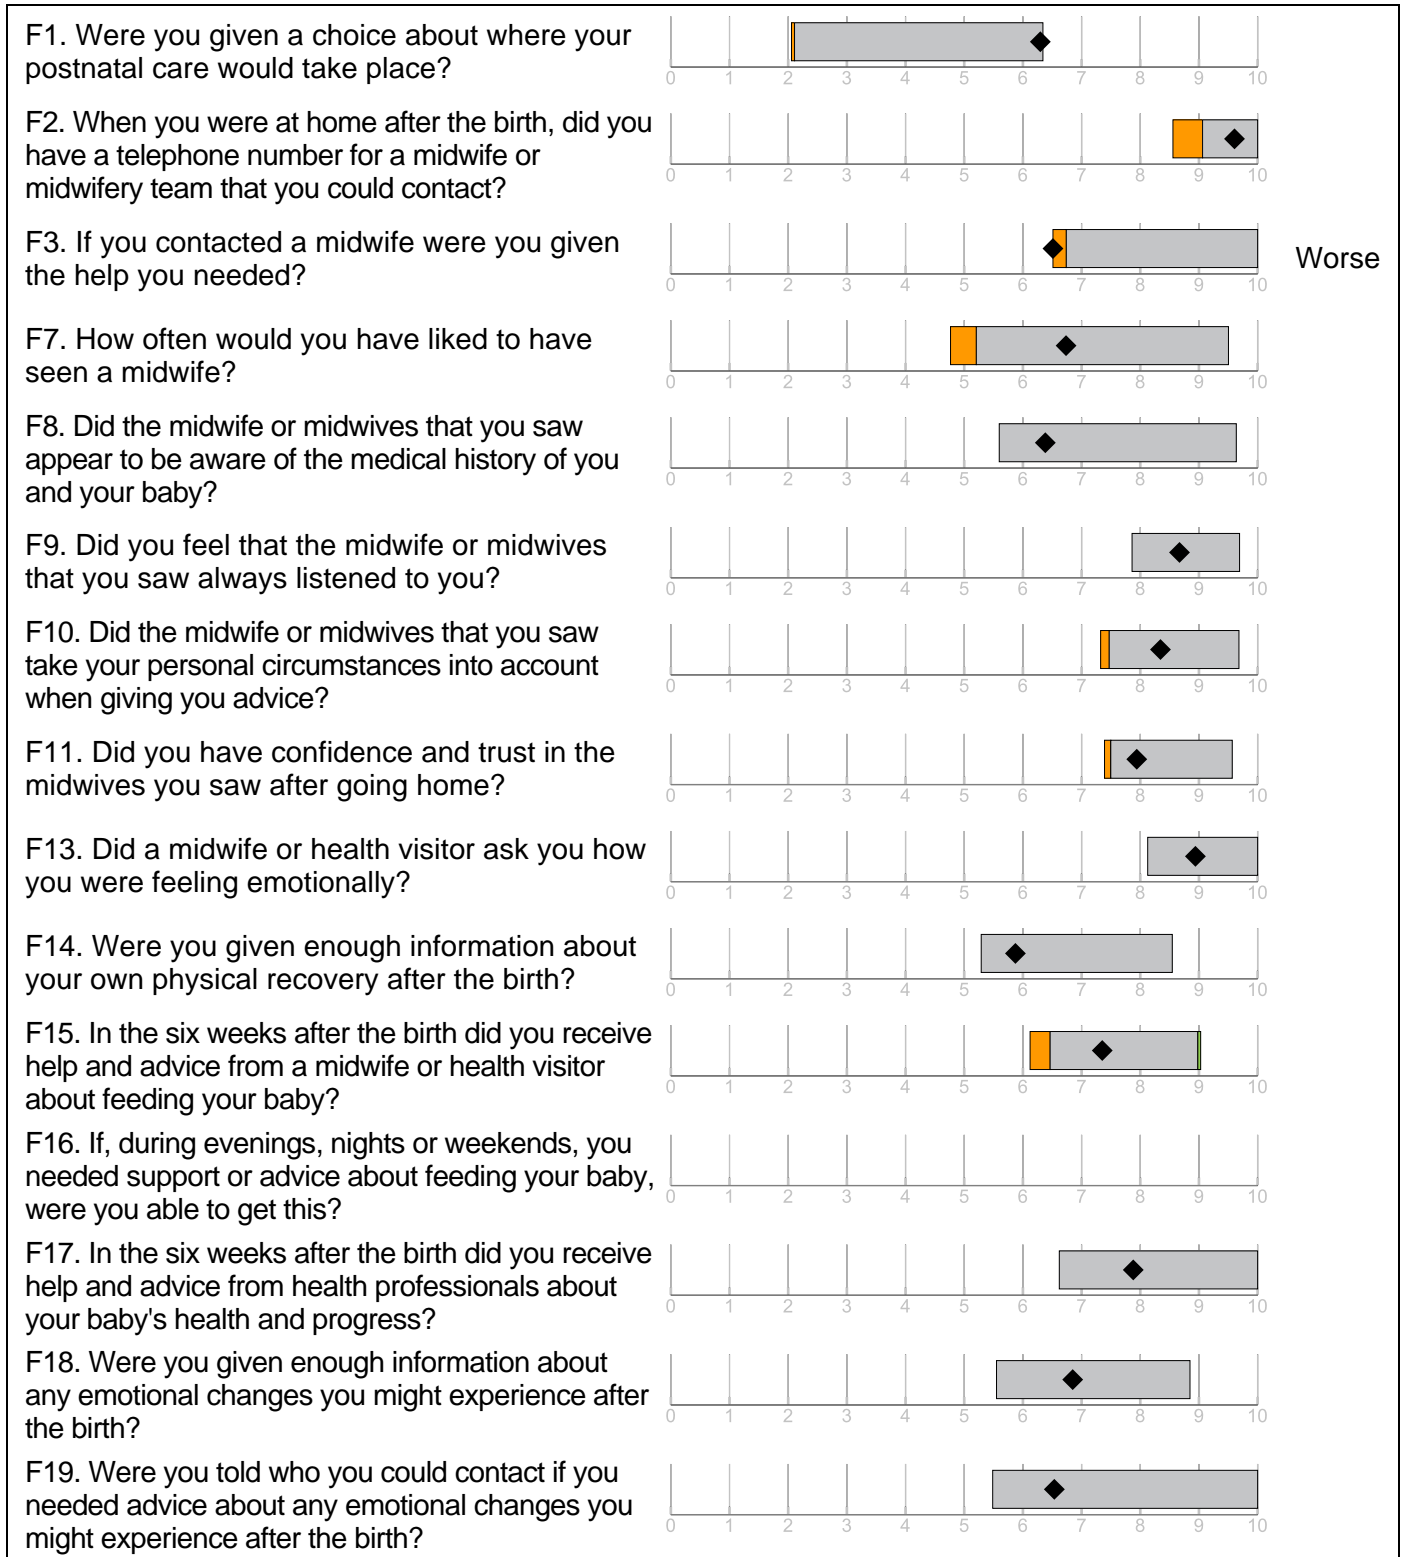 F1. Were you given a choice about where your
postnatal care would take place?
0 1 2 3 4 5 6 7 8 9 10
F2. When you were at home after the birth, did you
have a telephone number for a midwife or
midwifery team that you could contact?
0 1 2 3 4 5 6 7 8 9 10
F3. If you contacted a midwife were you given
the help you needed?
Worse
0 1 2 3 4 5 6 7 8 9 10
F7. How often would you have liked to have
seen a midwife?
0 1 2 3 4 5 6 7 8 9 10
F8. Did the midwife or midwives that you saw
appear to be aware of the medical history of you
and your baby?
0 1 2 3 4 5 6 7 8 9 10
F9. Did you feel that the midwife or midwives
that you saw always listened to you?
0 1 2 3 4 5 6 7 8 9 10
F10. Did the midwife or midwives that you saw
take your personal circumstances into account
when giving you advice?
0 1 2 3 4 5 6 7 8 9 10
F11. Did you have confidence and trust in the
midwives you saw after going home?
0 1 2 3 4 5 6 7 8 9 10
F13. Did a midwife or health visitor ask you how
you were feeling emotionally?
0 1 2 3 4 5 6 7 8 9 10
F14. Were you given enough information about
your own physical recovery after the birth?
0 1 2 3 4 5 6 7 8 9 10
F15. In the six weeks after the birth did you receive
help and advice from a midwife or health visitor
about feeding your baby?
0 1 2 3 4 5 6 7 8 9 10
F16. If, during evenings, nights or weekends, you
needed support or advice about feeding your baby,
were you able to get this?
0 1 2 3 4 5 6 7 8 9 10
F17. In the six weeks after the birth did you receive
help and advice from health professionals about
your baby's health and progress?
0 1 2 3 4 5 6 7 8 9 10
F18. Were you given enough information about
any emotional changes you might experience after
the birth?
0 1 2 3 4 5 6 7 8 9 10
F19. Were you told who you could contact if you
needed advice about any emotional changes you
might experience after the birth?
0 1 2 3 4 5 6 7 8 9 10